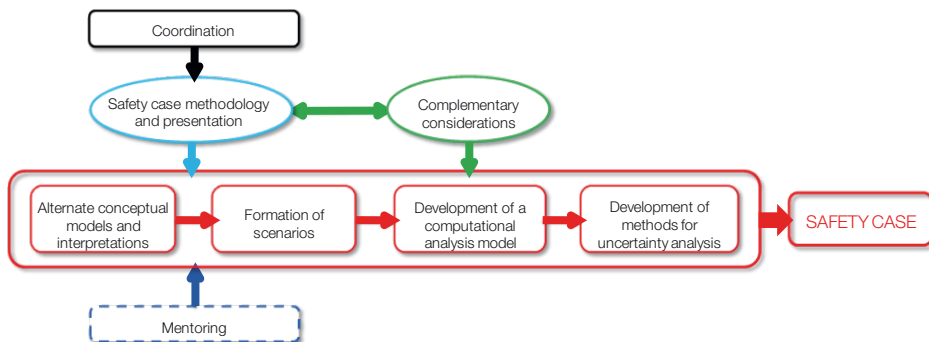 Coordination
Safety case methodology
and presentation
Complementary
considerations
Alternate conceptual
models and
interpretations
Formation of
scenarios
Development of a
computational
analysis model
Development of
methods for
uncertainty analysis
SAFETY CASE
Mentoring